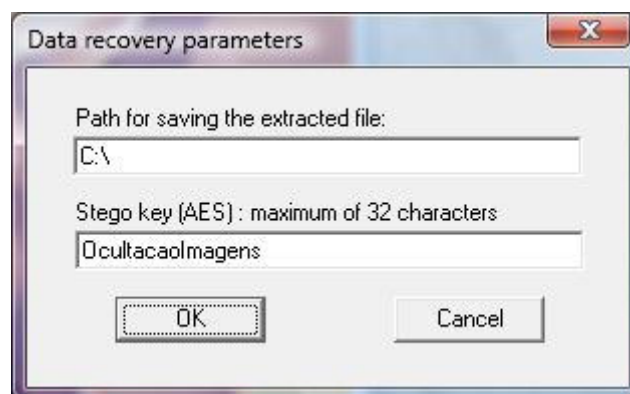 Data recovery parameters
Path for saving the extracted file:
C:\
Stego key (AES) : maximum of 32 characters
OcultacaoImagens
OK Cancel